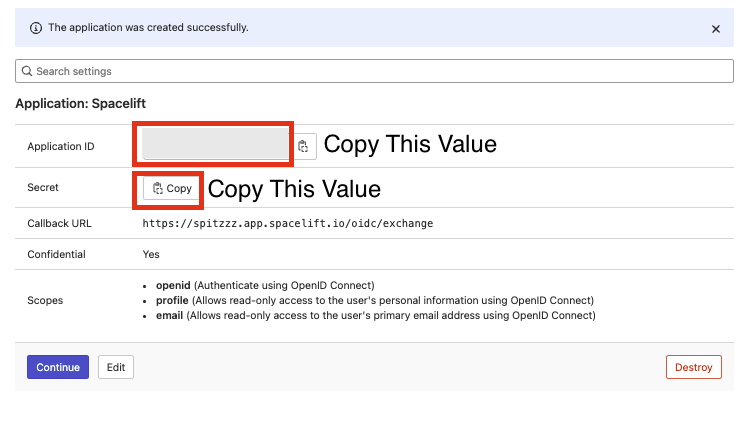 The application was created successfully.
Search settings
Application: Spacelift
Application ID
Copy This Value
Secret
Copy
Copy This Value
Callback URL
https://spitzzz.app.spacelift.io/oidc/exchange
Confidential
Yes
Scopes
openid (Authenticate using OpenID Connect)
profile (Allows read-only access to the user's personal information using OpenID Connect)
email (Allows read-only access to the user's primary email address using OpenID Connect)
Continue
Edit
Destroy